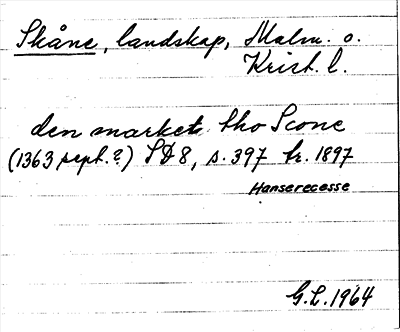 Skåne, landskap, Malm. o.
Krist. l.
den market tho Scone
(1363 sept.?) SD 8, s. 397 tr. 1897
Hanserecesse
G.L. 1964